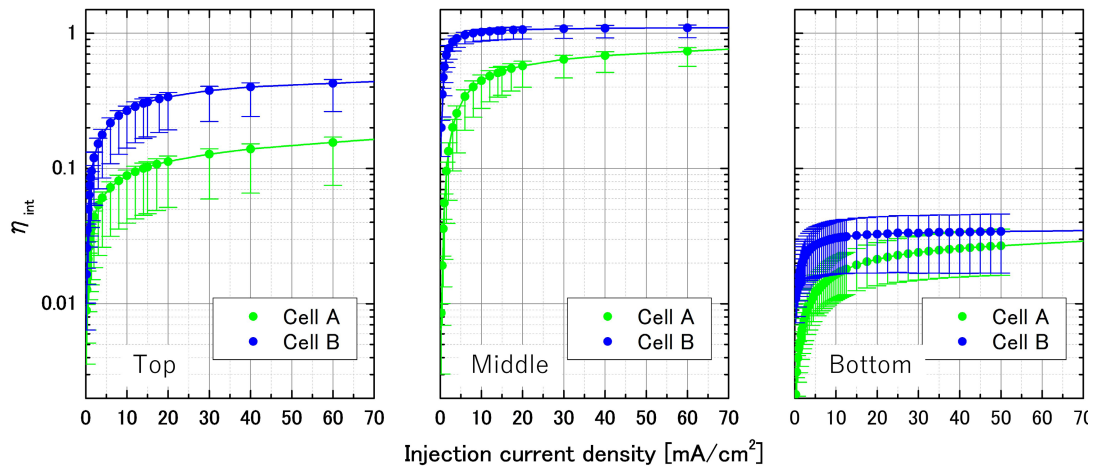 η int
1
0.1
0.01
Cell A
Cell B
Top
0 10 20 30 40 50 60 70
Cell A
Cell B
Middle
0 10 20 30 40 50 60 70
Cell A
Cell B
Bottom
0 10 20 30 40 50 60 70
Injection current density [mA/cm²]